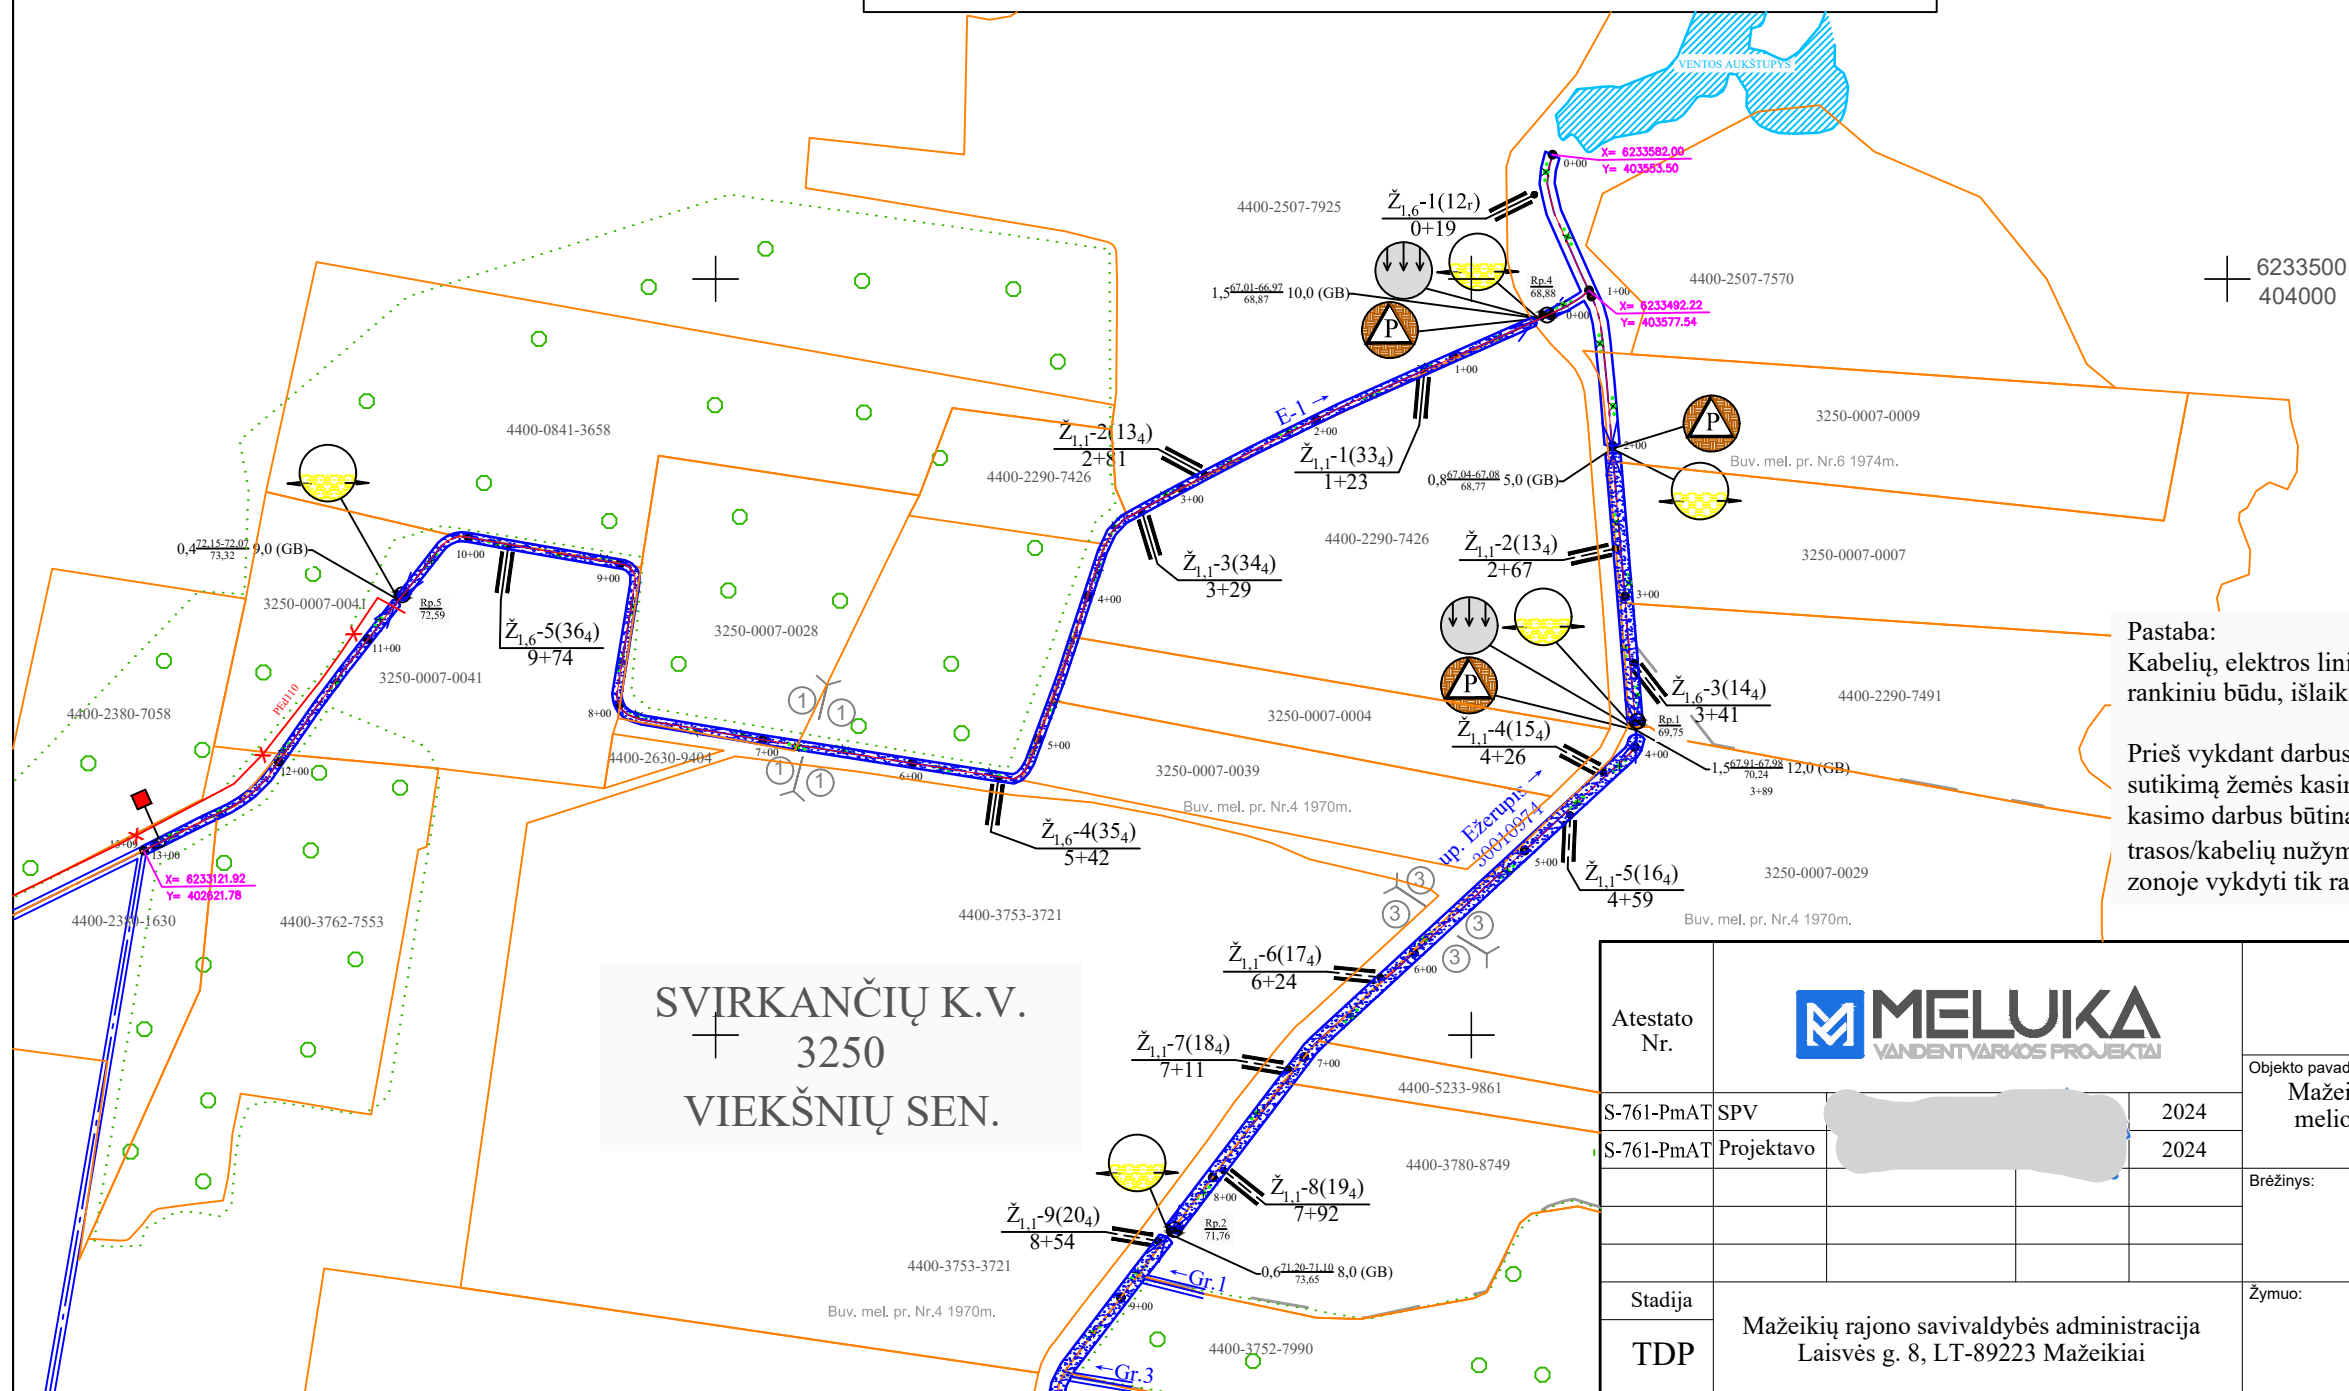 VENTOS AUKŠTUPYS
X= 6233582.00
Y= 403553.50
0+00
4400-2507-7925
Ž1,6-1(12r)
0+19
4400-2507-7570
6233500
404000
1,5 67,01-66,97 10,0 (GB)
68,87
Rp.4
68,88
1+00
0+00
X= 6233492.22
Y= 403577.54
P
1+00
E-1 →
2+00
Ž1,1-1(33₄)
1+23
Ž1,1-2(13₄)
2+81
3+00
4400-0841-3658
4400-2290-7426
3250-0007-0009
P
2+00
Buv. mel. pr. Nr.6 1974m.
0,8 67,04-67,08 5,0 (GB)
68,77
4400-2290-7426
Ž1,1-2(13₄)
2+67
3250-0007-0007
0,4 72,15-72,07 9,0 (GB)
73,32
10+00
9+00
Ž1,1-3(34₄)
3+29
4+00
3+00
3250-0007-0041
Rp.5
72,59
Ž1,6-5(36₄)
9+74
3250-0007-0028
11+00
3250-0007-0041
PEd110
4400-2380-7058
8+00
1
1
7+00
1
1
6+00
5+00
4400-2630-9404
12+00
3250-0007-0004
P
Ž1,6-3(14₄)
3+41
4400-2290-7491
Rp.1
69,75
4+00
Ž1,1-4(15₄)
4+26
1,5 67,91-67,98 12,0 (GB)
70,24
3+89
3250-0007-0039
Buv. mel. pr. Nr.4 1970m.
up. Ežerupis →
30010974
Ž1,6-4(35₄)
5+42
5+00
13+09
13+00
X= 6233121.92
Y= 402621.78
4400-2380-1630
4400-3762-7553
4400-3753-3721
3
3
3
3
Ž1,1-5(16₄)
4+59
3250-0007-0029
Buv. mel. pr. Nr.4 1970m.
Pastaba:
Kabelių, elektros lini
rankiniu būdu, išlaik
Prieš vykdant darbus
sutikimą žemės kasim
kasimo darbus būtina
trasos/kabelių nužym
zonoje vykdyti tik ra
Ž1,1-6(17₄)
6+24
6+00
SVIRKANČIŲ K.V.
3250
VIEKŠNIŲ SEN.
Ž1,1-7(18₄)
7+11
7+00
4400-5233-9861
4400-3780-8749
Ž1,1-8(19₄)
7+92
8+00
Ž1,1-9(20₄)
8+54
Rp.2
71,76
4400-3753-3721
0,6 71,20-71,10 8,0 (GB)
73,65
←Gr.1
9+00
Buv. mel. pr. Nr.4 1970m.
4400-3752-7990
←Gr.3
Atestato
Nr.
MELUKA
VANDENTVARKOS PROJEKTAI
Objekto pavad
Mažei
melio
S-761-PmAT SPV 2024
S-761-PmAT Projektavo 2024
Brėžinys:
Stadija
Žymuo:
TDP
Mažeikių rajono savivaldybės administracija
Laisvės g. 8, LT-89223 Mažeikiai